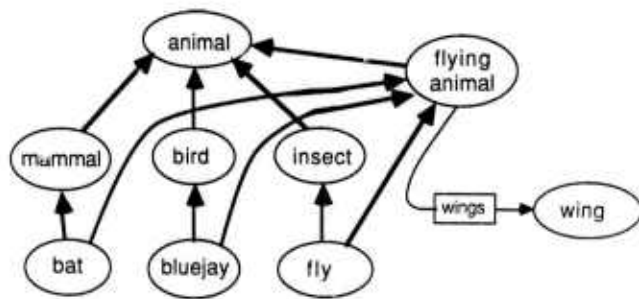 animal
flying
animal
mammal
bird
insect
wings
wing
bat
bluejay
fly